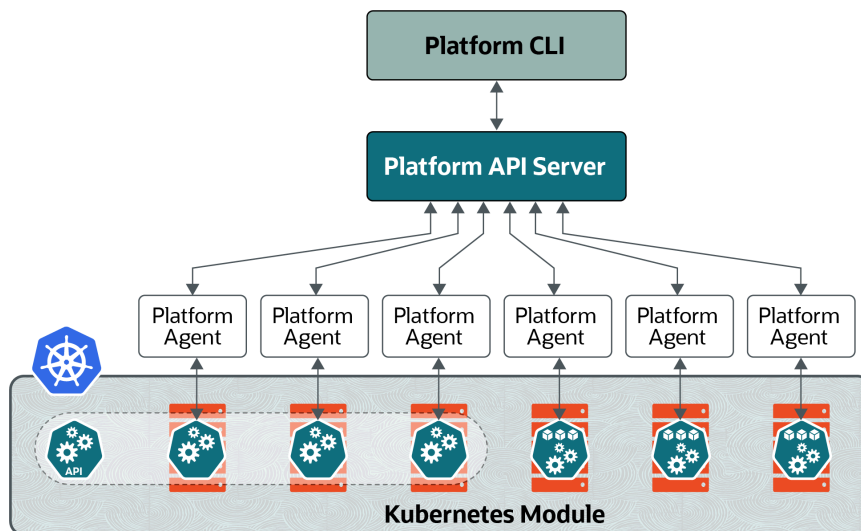 Platform CLI
Platform API Server
Platform
Agent
Platform
Agent
Platform
Agent
Platform
Agent
Platform
Agent
Platform
Agent
API
Kubernetes Module